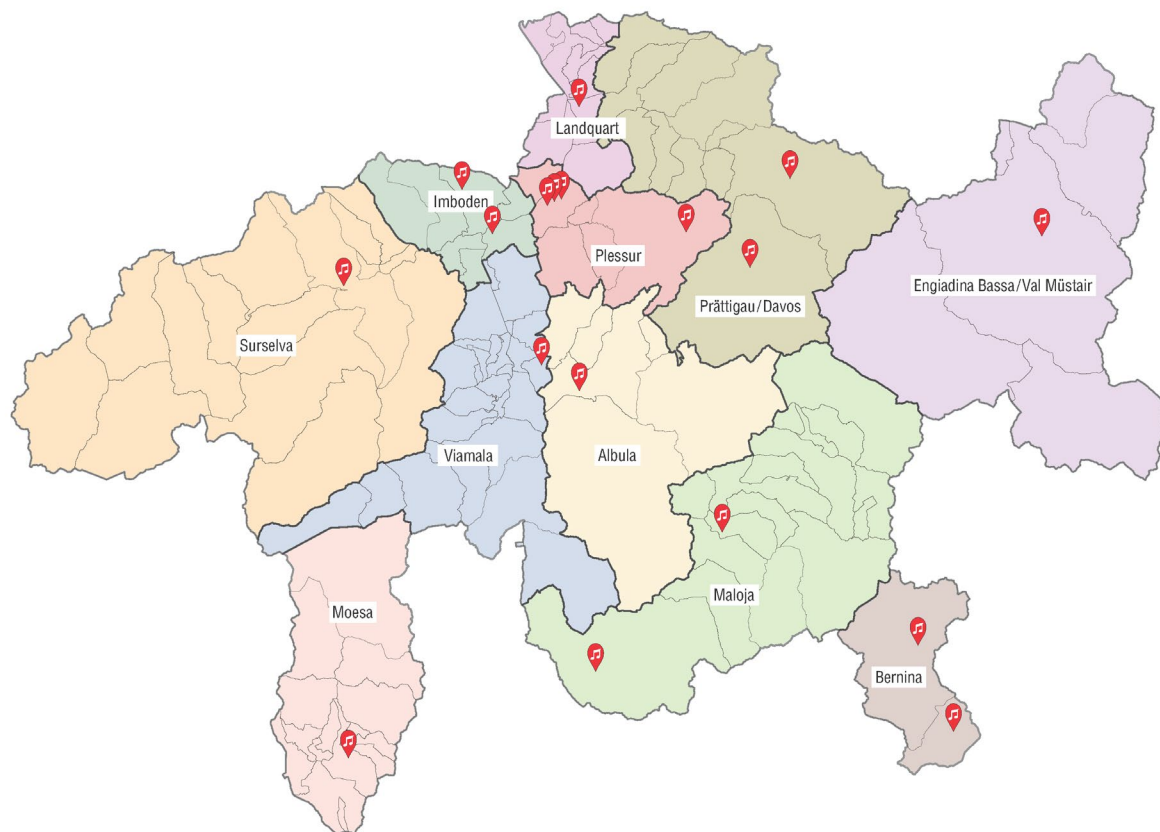 Landquart
Imboden
Plessur
Engiadina Bassa/Val Müstair
Prättigau/Davos
Surselva
Viamala
Albula
Maloja
Moesa
Bernina